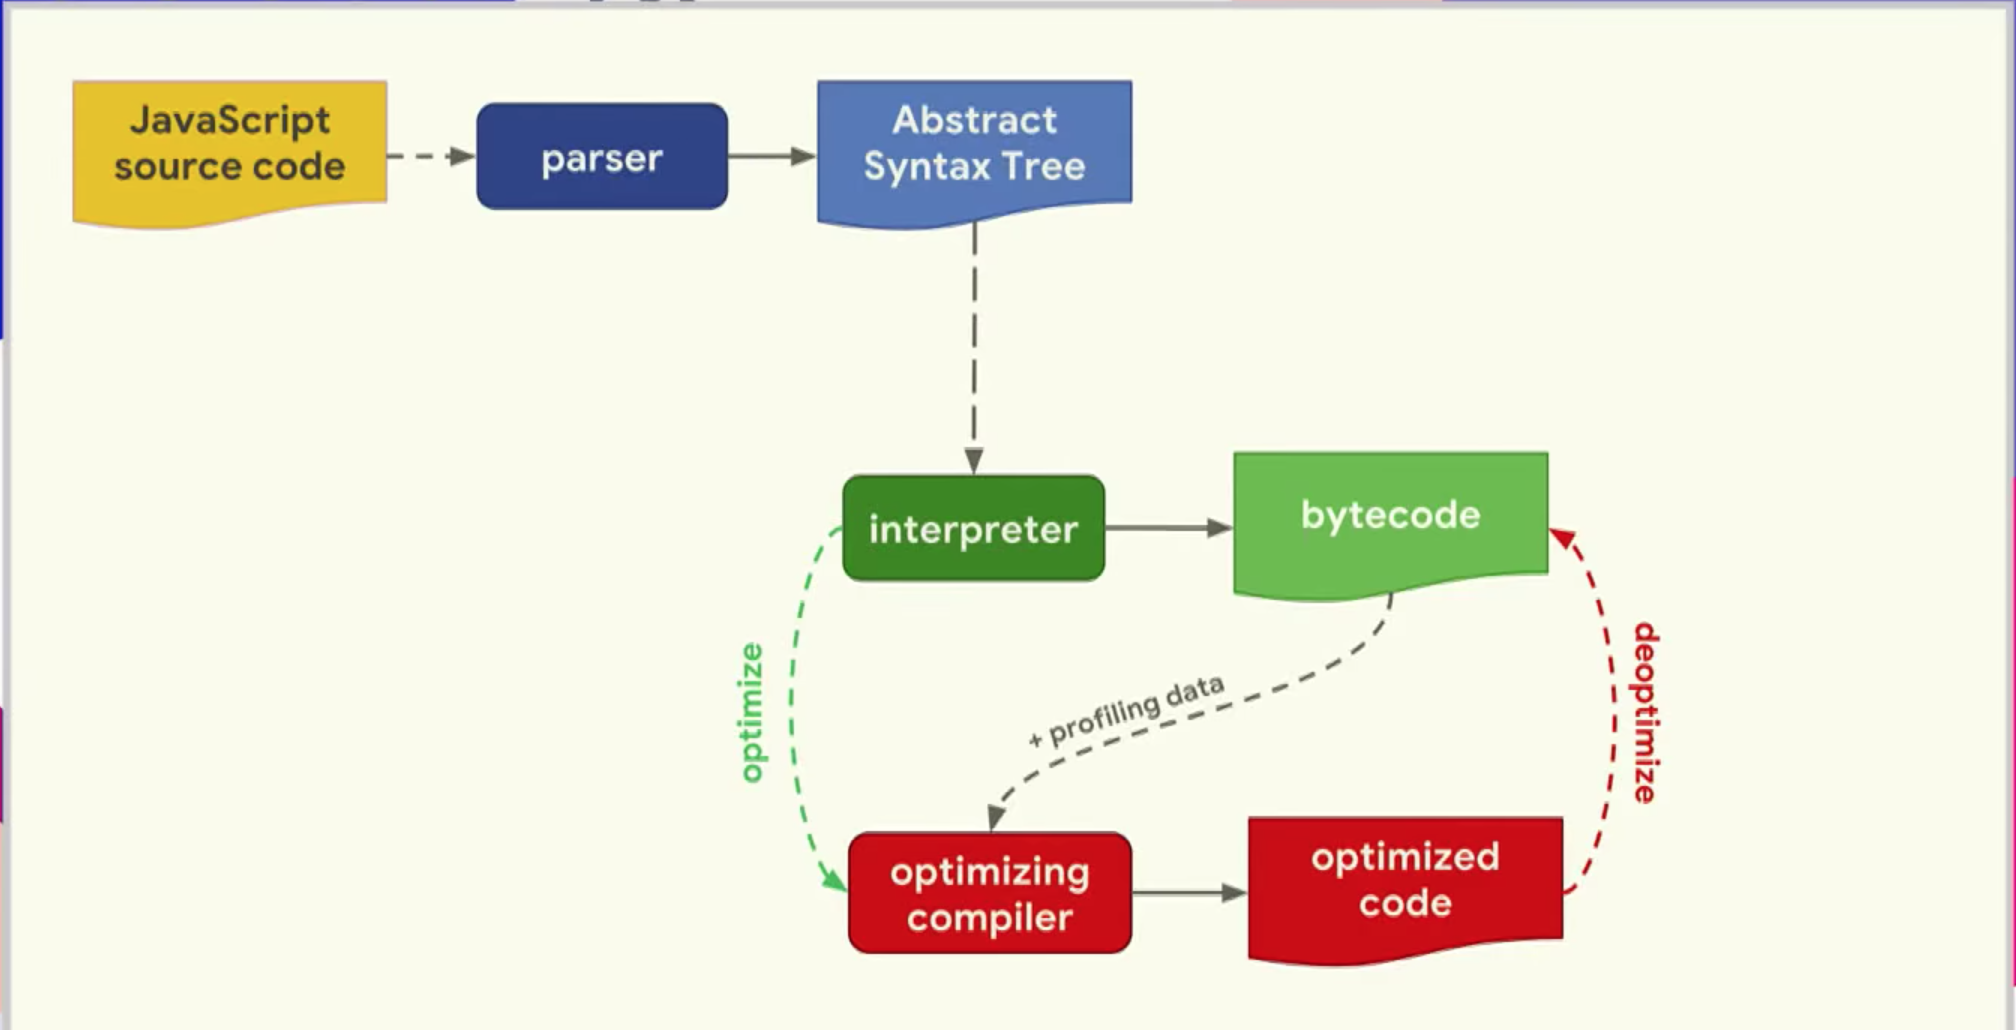 JavaScript
source code
parser
Abstract
Syntax Tree
interpreter
bytecode
optimize
+ profiling data
deoptimize
optimizing
compiler
optimized
code